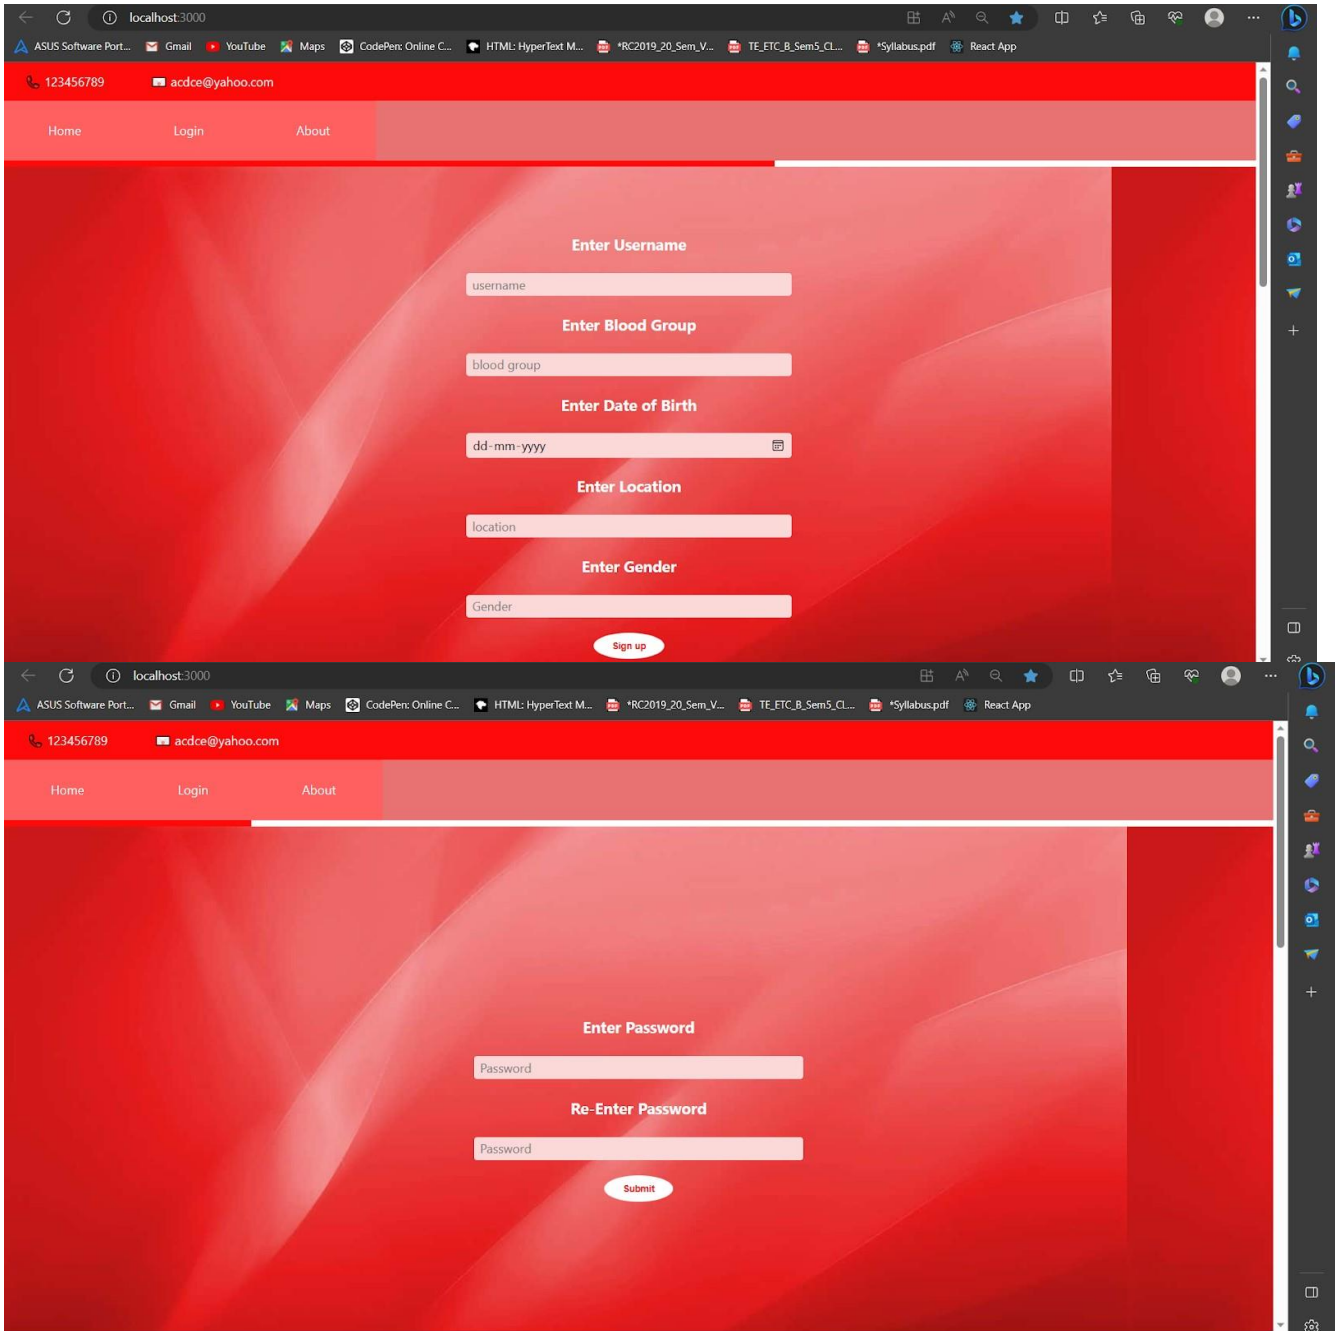 localhost:3000
ASUS Software Port... Gmail YouTube Maps CodePen: Online C... HTML: HyperText M... *RC2019_20_Sem_V... TE_ETC_B_Sem5_CL... *Syllabus.pdf React App
123456789 acdce@yahoo.com
Home Login About
Enter Username
username
Enter Blood Group
blood group
Enter Date of Birth
dd-mm-yyyy
Enter Location
location
Enter Gender
Gender
Sign up
localhost:3000
ASUS Software Port... Gmail YouTube Maps CodePen: Online C... HTML: HyperText M... *RC2019_20_Sem_V... TE_ETC_B_Sem5_CL... *Syllabus.pdf React App
123456789 acdce@yahoo.com
Home Login About
Enter Password
Password
Re-Enter Password
Password
Submit